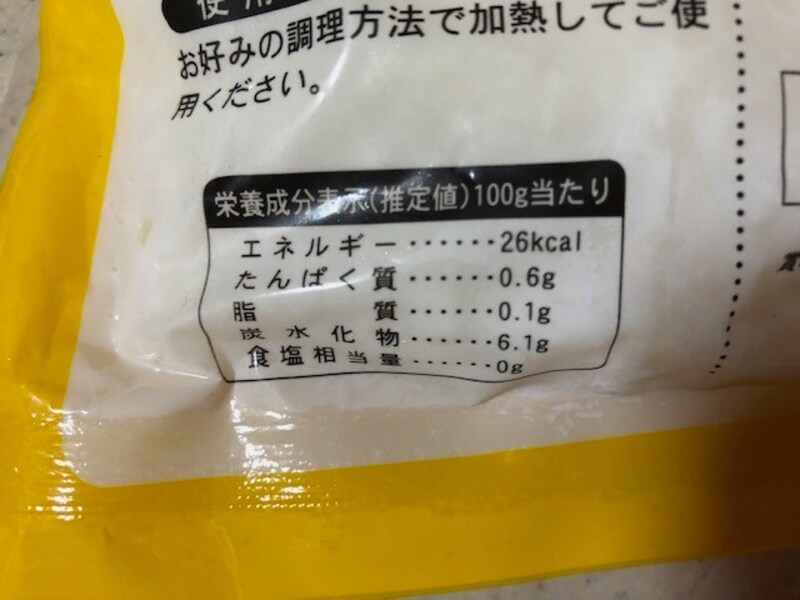 使用
お好みの調理方法で加熱してご使
用ください。
栄養成分表示(推定値)100g当たり
エネルギー‥‥‥26kcal
たんぱく質‥‥‥0.6g
脂質‥‥‥0.1g
炭水化物‥‥‥6.1g
食塩相当量‥‥‥0g